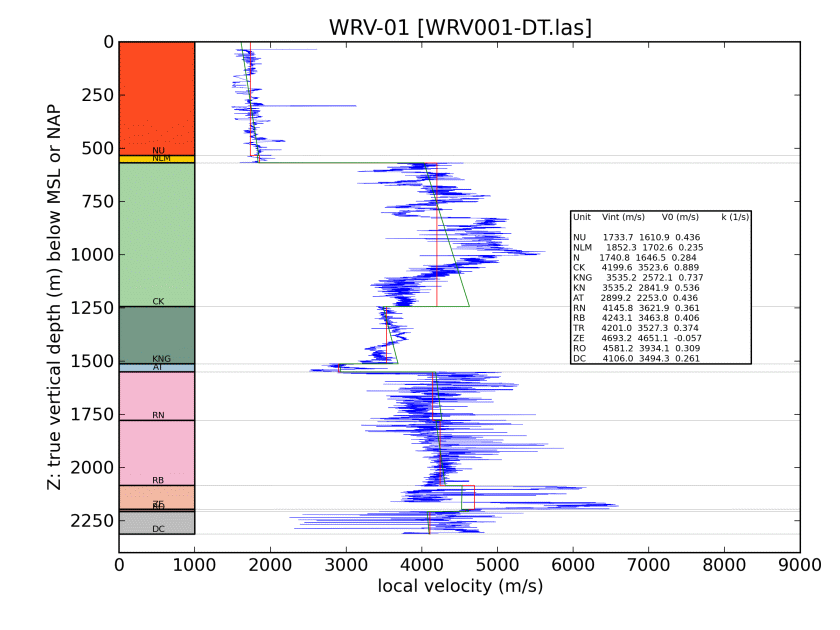 WRV-01 [WRV001-DT.las]
Z: true vertical depth (m) below MSL or NAP
0
250
500
750
1000
1250
1500
1750
2000
2250
NU
NLM
CK
KNG
AT
RN
RB
ZE
DC
Unit Vint (m/s) V0 (m/s) k (1/s)
NU 1733.7 1610.9 0.436
NLM 1852.3 1702.6 0.235
N 1740.8 1646.5 0.284
CK 4199.6 3523.6 0.889
KNG 3535.2 2572.1 0.737
KN 3535.2 2841.9 0.536
AT 2899.2 2253.0 0.436
RN 4145.8 3621.9 0.361
RB 4243.1 3463.8 0.406
TR 4201.0 3527.3 0.374
ZE 4693.2 4651.1 -0.057
RO 4581.2 3934.1 0.309
DC 4106.0 3494.3 0.261
0 1000 2000 3000 4000 5000 6000 7000 8000 9000
local velocity (m/s)